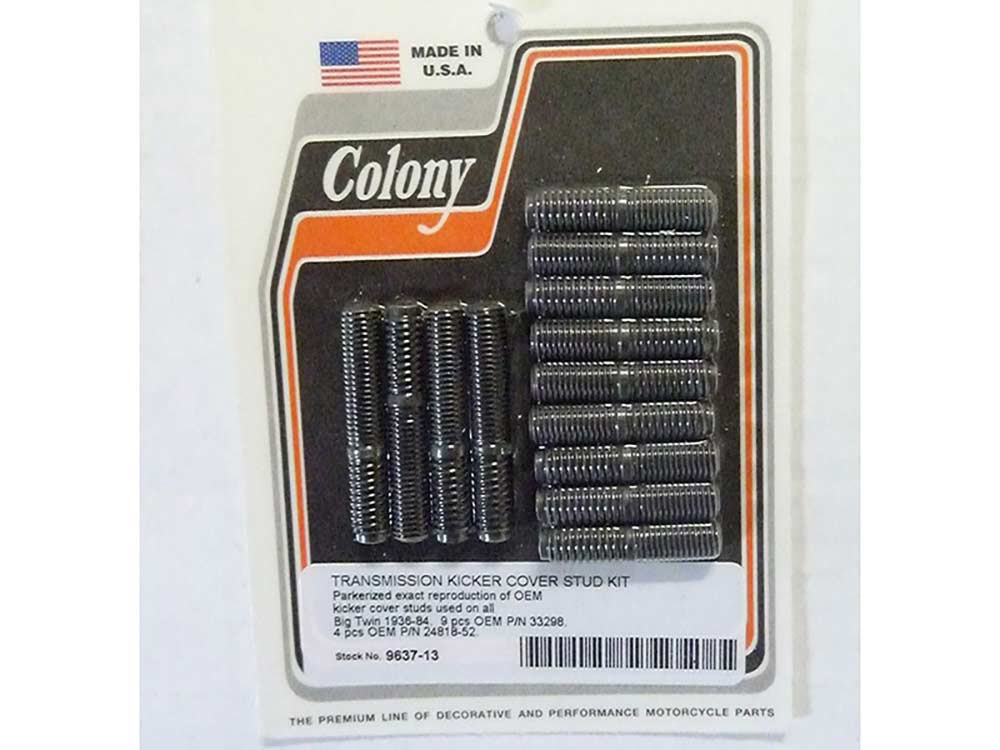 MADE IN
U.S.A.
Colony
TRANSMISSION KICKER COVER STUD KIT
Parkerized exact reproduction of OEM
kicker cover studs used on all
Big Twin 1936-84. 9 pcs OEM P/N 33298.
4 pcs OEM P/N 24818-52.
Stock No. 9637-13
THE PREMIUM LINE OF DECORATIVE AND PERFORMANCE MOTORCYCLE PARTS